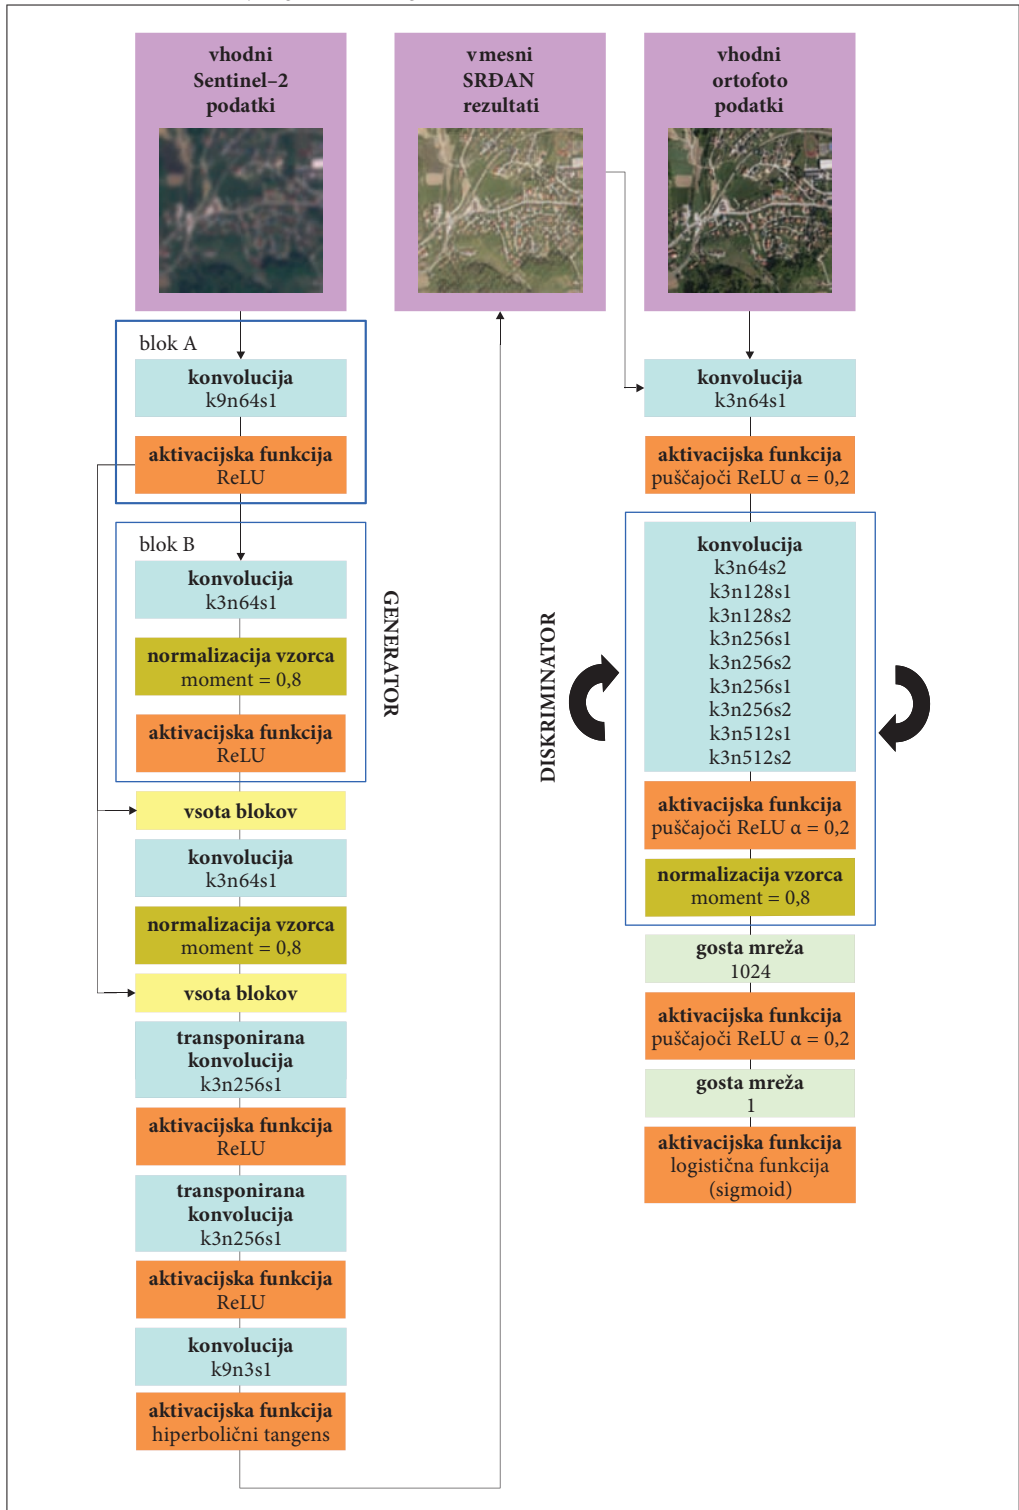 vhodni
Sentinel–2
podatki
blok A
konvolucija
k9n64s1
aktivacijska funkcija
ReLU
blok B
konvolucija
k3n64s1
normalizacija vzorca
moment = 0,8
aktivacijska funkcija
ReLU
vsota blokov
konvolucija
k3n64s1
normalizacija vzorca
moment = 0,8
vsota blokov
transponirana
konvolucija
k3n256s1
aktivacijska funkcija
ReLU
transponirana
konvolucija
k3n256s1
aktivacijska funkcija
ReLU
konvolucija
k9n3s1
aktivacijska funkcija
hiperbolični tangens
GENERATOR
vmesni
SRĐAN
rezultati
DISKRIMINATOR
vhodni
ortofoto
podatki
konvolucija
k3n64s1
aktivacijska funkcija
puščajoči ReLU α = 0,2
konvolucija
k3n64s2
k3n128s1
k3n128s2
k3n256s1
k3n256s2
k3n256s1
k3n256s2
k3n512s1
k3n512s2
aktivacijska funkcija
puščajoči ReLU α = 0,2
normalizacija vzorca
moment = 0,8
gosta mreža
1024
aktivacijska funkcija
puščajoči ReLU α = 0,2
gosta mreža
1
aktivacijska funkcija
logistična funkcija
(sigmoid)